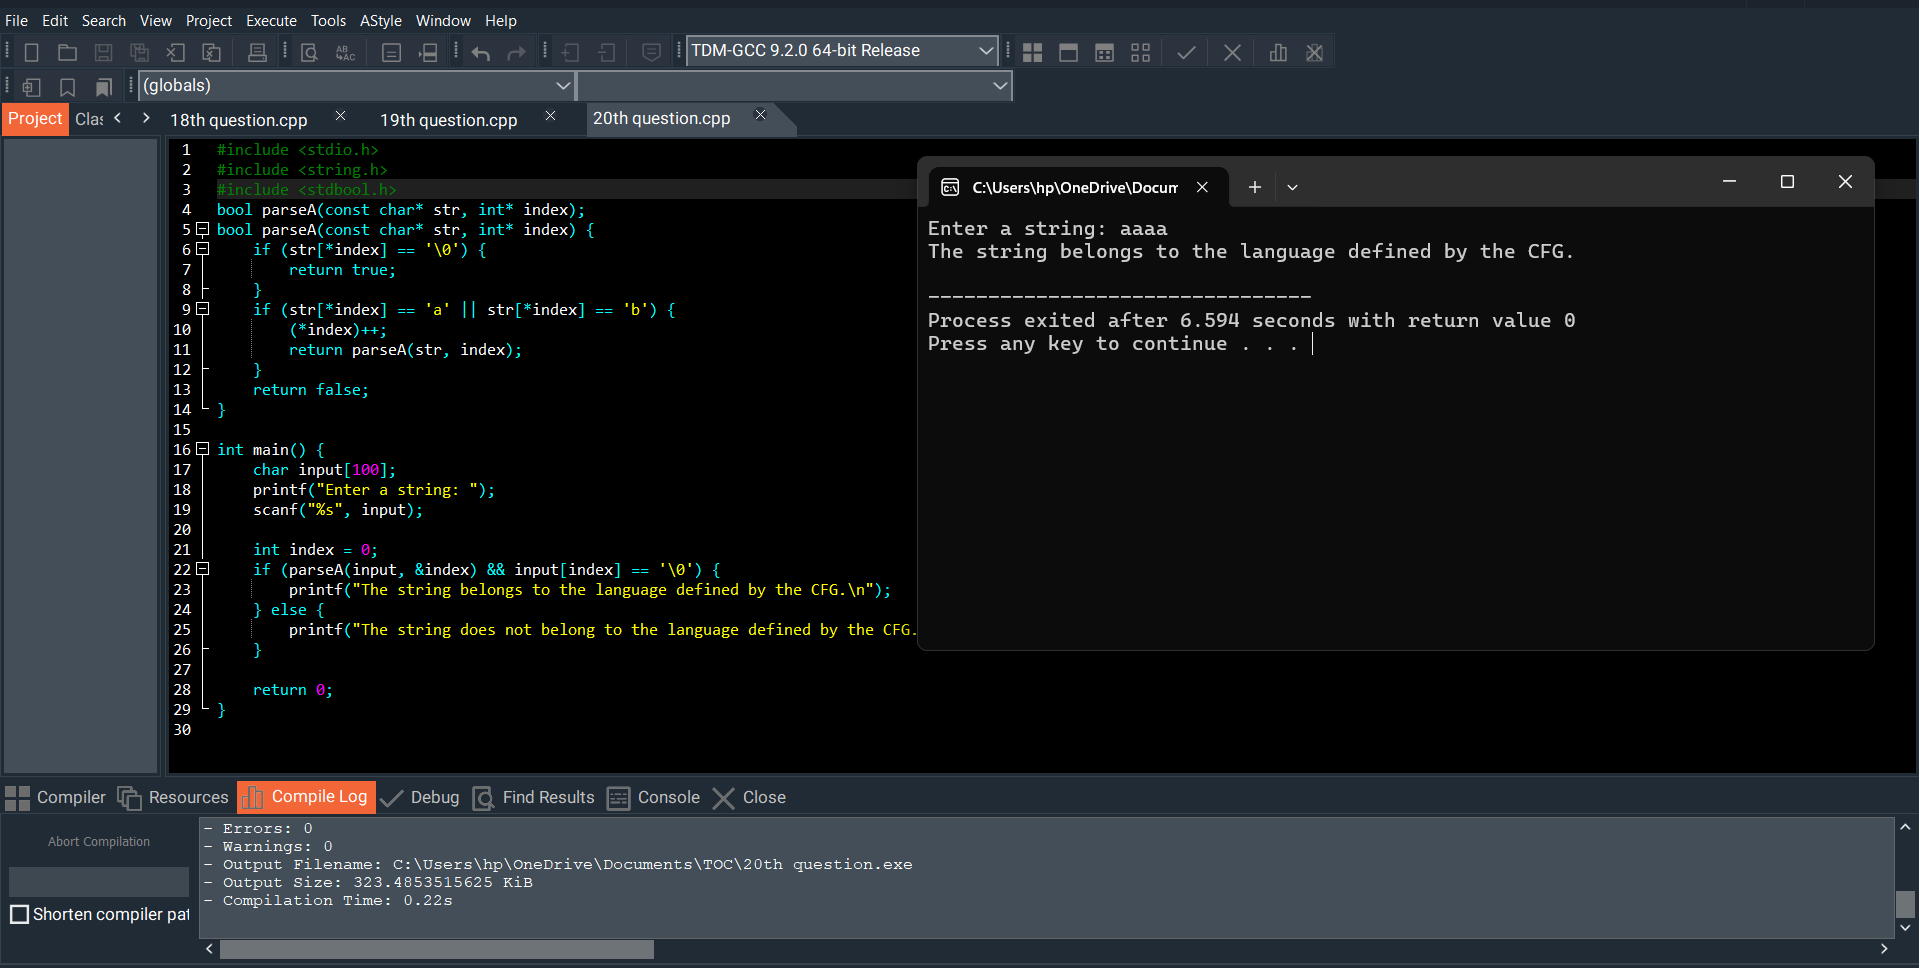 File Edit Search View Project Execute Tools AStyle Window Help
TDM-GCC 9.2.0 64-bit Release
(globals)
Project Clas 18th question.cpp 19th question.cpp 20th question.cpp
1 #include <stdio.h>
2 #include <string.h>
3 #include <stdbool.h>
4 bool parseA(const char* str, int* index);
5 bool parseA(const char* str, int* index) {
6 if (str[*index] == '\0') {
7 return true;
8 }
9 if (str[*index] == 'a' || str[*index] == 'b') {
10 (*index)++;
11 return parseA(str, index);
12 }
13 return false;
14 }
15
16 int main() {
17 char input[100];
18 printf("Enter a string: ");
19 scanf("%s", input);
20
21 int index = 0;
22 if (parseA(input, &index) && input[index] == '\0') {
23 printf("The string belongs to the language defined by the CFG.\n");
24 } else {
25 printf("The string does not belong to the language defined by the CFG.
26 }
27
28 return 0;
29 }
30
C:\Users\hp\OneDrive\Docum
Enter a string: aaaa
The string belongs to the language defined by the CFG.
--------------------------------
Process exited after 6.594 seconds with return value 0
Press any key to continue . . .
Compiler Resources Compile Log Debug Find Results Console Close
Abort Compilation
Shorten compiler pat
- Errors: 0
- Warnings: 0
- Output Filename: C:\Users\hp\OneDrive\Documents\TOC\20th question.exe
- Output Size: 323.4853515625 KiB
- Compilation Time: 0.22s